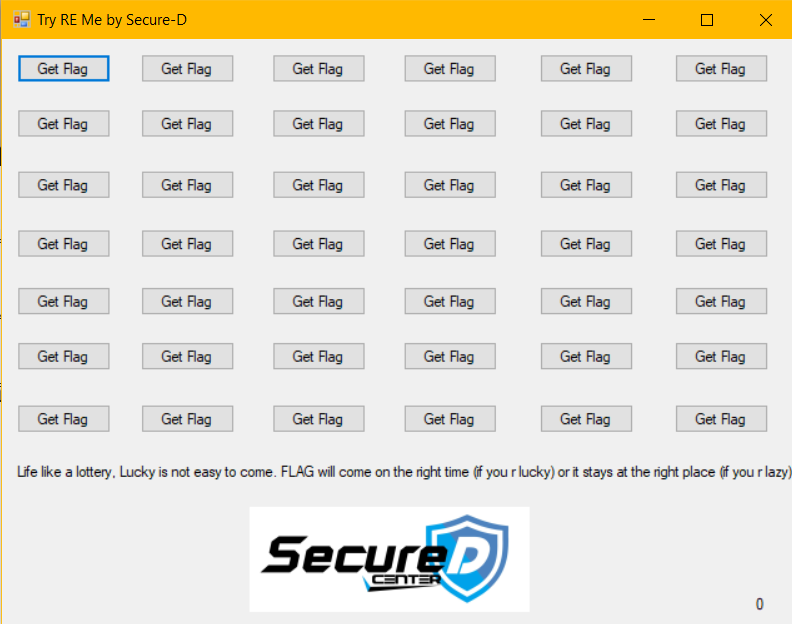 Try RE Me by Secure-D
Get Flag Get Flag Get Flag Get Flag Get Flag Get Flag
Get Flag Get Flag Get Flag Get Flag Get Flag Get Flag
Get Flag Get Flag Get Flag Get Flag Get Flag Get Flag
Get Flag Get Flag Get Flag Get Flag Get Flag Get Flag
Get Flag Get Flag Get Flag Get Flag Get Flag Get Flag
Get Flag Get Flag Get Flag Get Flag Get Flag Get Flag
Get Flag Get Flag Get Flag Get Flag Get Flag Get Flag
Life like a lottery, Lucky is not easy to come. FLAG will come on the right time (if you r lucky) or it stays at the right place (if you r lazy)
SecureD
CENTER
0